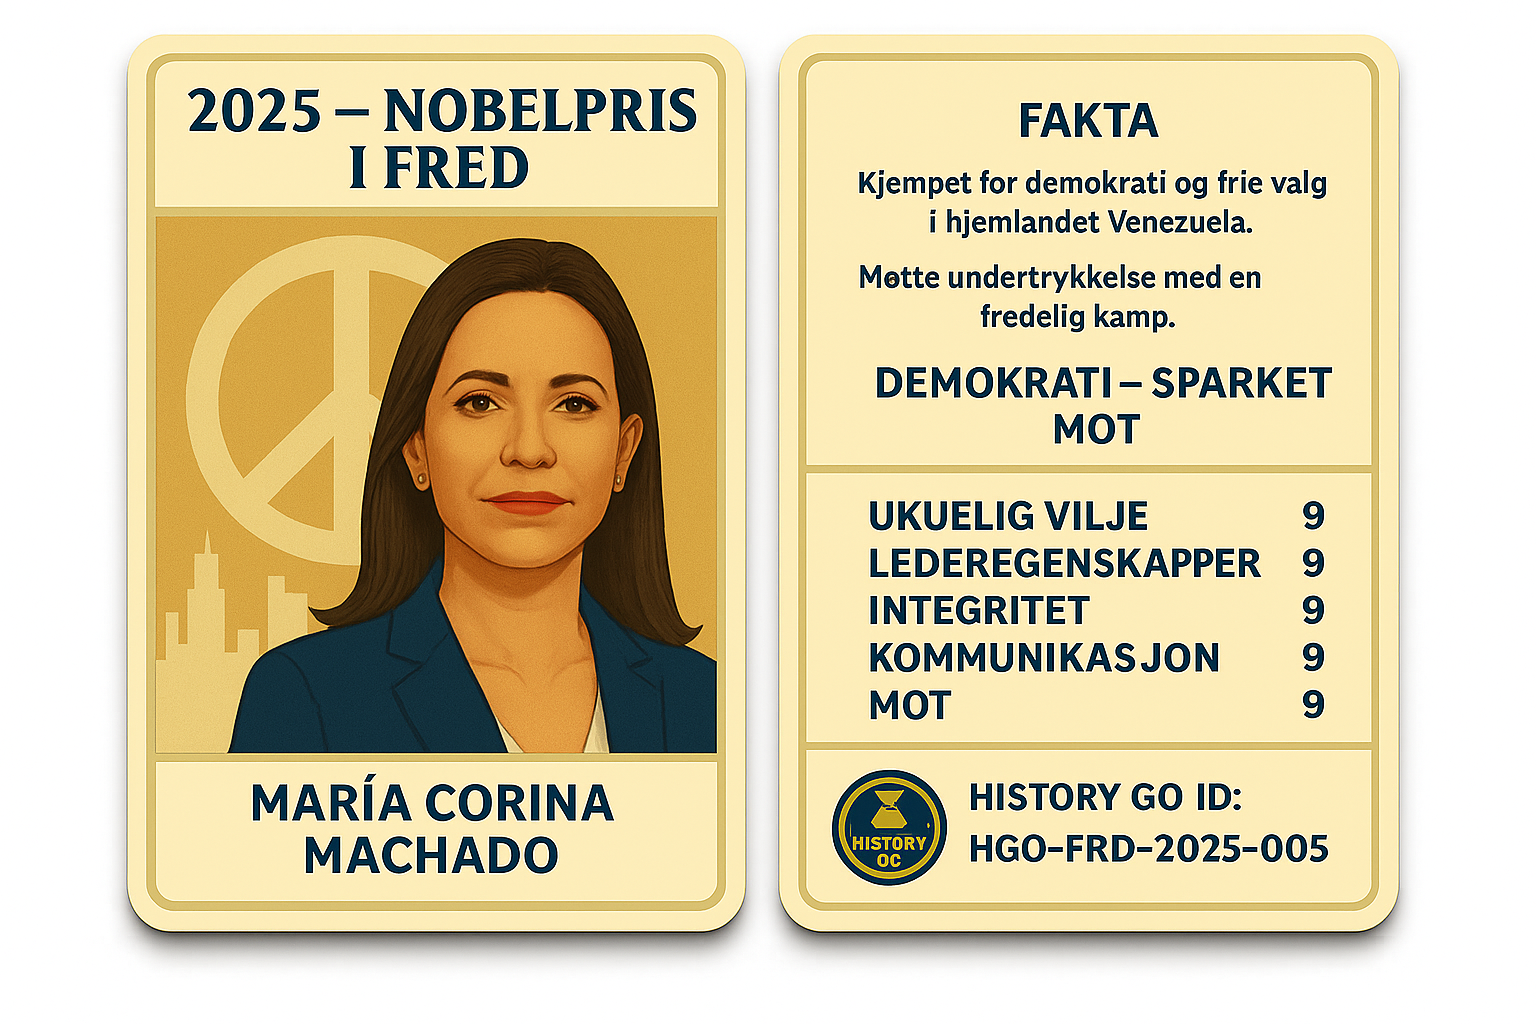 2025 – NOBELPRIS
I FRED
MARÍA CORINA
MACHADO
FAKTA
Kjempet for demokrati og frie valg
i hjemlandet Venezuela.
Møtte undertrykkelse med en
fredelig kamp.
DEMOKRATI – SPARKET
MOT
UKUELIG VILJE 9
LEDEREGENSKAPPER 9
INTEGRITET 9
KOMMUNIKASJON 9
MOT 9
HISTORY
OC
HISTORY GO ID:
HGO-FRD-2025-005